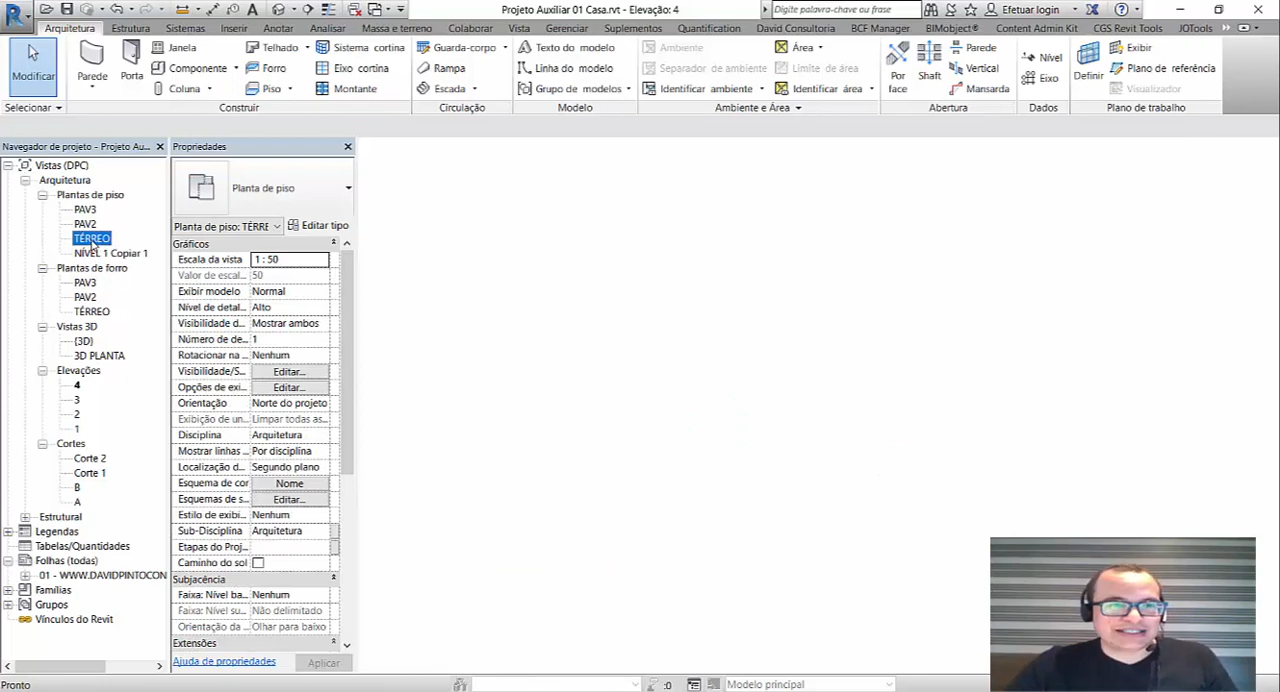 Projeto Auxiliar 01 Casa.rvt - Elevação: 4
Digite palavra-chave ou frase
Efetuar login
Arquitetura Estrutura Sistemas Inserir Anotar Analisar Massa e terreno Colaborar Vista Gerenciar Suplementos Quantification David Consultoria BCF Manager BIMobject® Content Admin Kit CGS Revit Tools JOTools
Modificar
Parede
Porta
Janela
Componente
Coluna
Telhado
Forro
Piso
Sistema cortina
Eixo cortina
Montante
Guarda-corpo
Rampa
Escada
Texto do modelo
Linha do modelo
Grupo de modelos
Ambiente
Separador de ambiente
Identificar ambiente
Área
Limite de área
Identificar área
Por face
Shaft
Parede
Vertical
Mansarda
Nível
Eixo
Definir
Exibir
Plano de referência
Visualizador
Selecionar Construir Circulação Modelo Ambiente e Área Abertura Dados Plano de trabalho
Navegador de projeto - Projeto Au...
Vistas (DPC)
Arquitetura
Plantas de piso
PAV3
PAV2
TÉRREO
NÍVEL 1 Copiar 1
Plantas de forro
PAV3
PAV2
TÉRREO
Vistas 3D
{3D}
3D PLANTA
Elevações
4
3
2
1
Cortes
Corte 2
Corte 1
B
A
Estrutural
Legendas
Tabelas/Quantidades
Folhas (todas)
01 - WWW.DAVIDPINTOCON
Famílias
Grupos
Vínculos do Revit
Propriedades
Planta de piso
Planta de piso: TÉRRE
Editar tipo
Gráficos
Escala da vista 1 : 50
Valor de escal... 50
Exibir modelo Normal
Nível de detal... Alto
Visibilidade d... Mostrar ambos
Número de de... 1
Rotacionar na ... Nenhum
Visibilidade/S... Editar...
Opções de exi... Editar...
Orientação Norte do projeto
Exibição de un... Limpar todas as...
Disciplina Arquitetura
Mostrar linhas ... Por disciplina
Localização d... Segundo plano
Esquema de cor Nome
Esquemas de s... Editar...
Estilo de exibi... Nenhum
Sub-Disciplina Arquitetura
Etapas do Proj...
Caminho do sol
Subjacência
Faixa: Nível ba... Nenhum
Faixa: Nível su... Não delimitado
Orientação da ... Olhar para baixo
Extensões
Ajuda de propriedades
Aplicar
Pronto
:0
Modelo principal